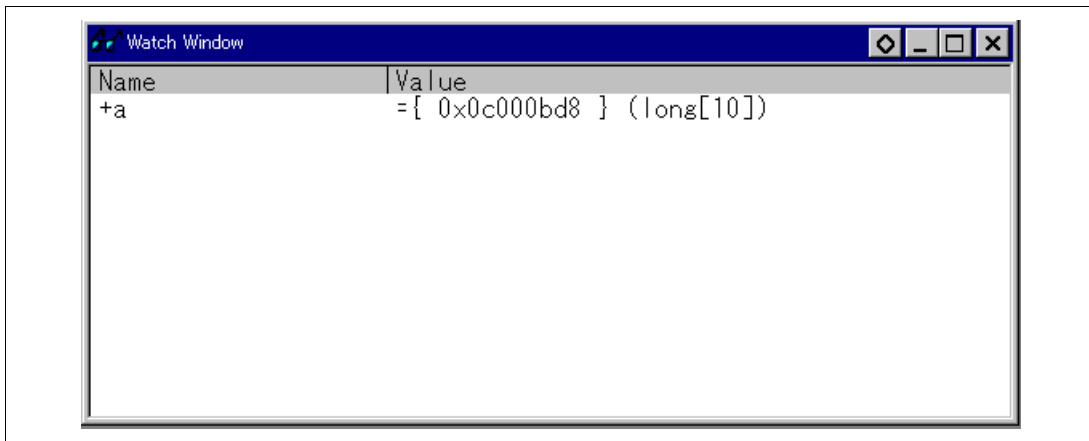 Watch Window
Name Value
+a ={ 0x0c000bd8 } (long[10])